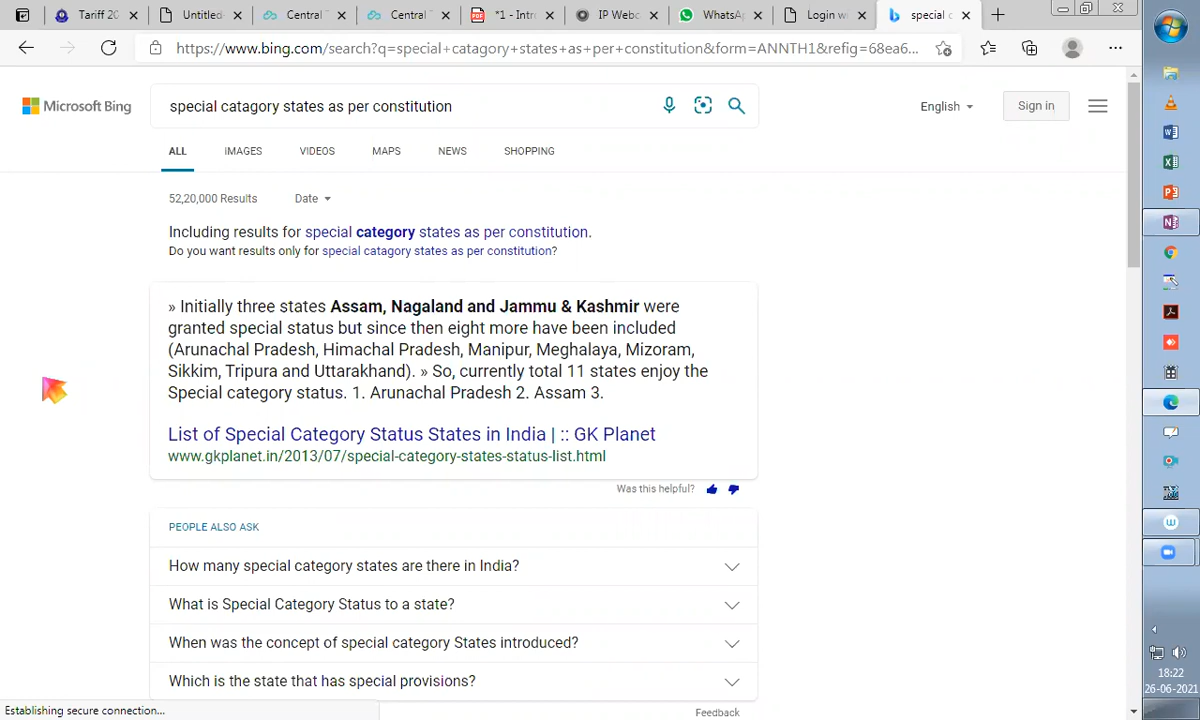 Tariff 20
Untitled-
Central
Central
*1 - Intr
IP Webc
WhatsAp
Login w
special c
https://www.bing.com/search?q=special+catagory+states+as+per+constitution&form=ANNTH1&refig=68ea6...
Microsoft Bing
special catagory states as per constitution
English
Sign in
ALL IMAGES VIDEOS MAPS NEWS SHOPPING
52,20,000 Results Date
Including results for special category states as per constitution.
Do you want results only for special catagory states as per constitution?
» Initially three states Assam, Nagaland and Jammu & Kashmir were
granted special status but since then eight more have been included
(Arunachal Pradesh, Himachal Pradesh, Manipur, Meghalaya, Mizoram,
Sikkim, Tripura and Uttarakhand). » So, currently total 11 states enjoy the
Special category status. 1. Arunachal Pradesh 2. Assam 3.
List of Special Category Status States in India | :: GK Planet
www.gkplanet.in/2013/07/special-category-states-status-list.html
Was this helpful?
PEOPLE ALSO ASK
How many special category states are there in India?
What is Special Category Status to a state?
When was the concept of special category States introduced?
Which is the state that has special provisions?
Feedback
Establishing secure connection...
18:22
26-06-2021